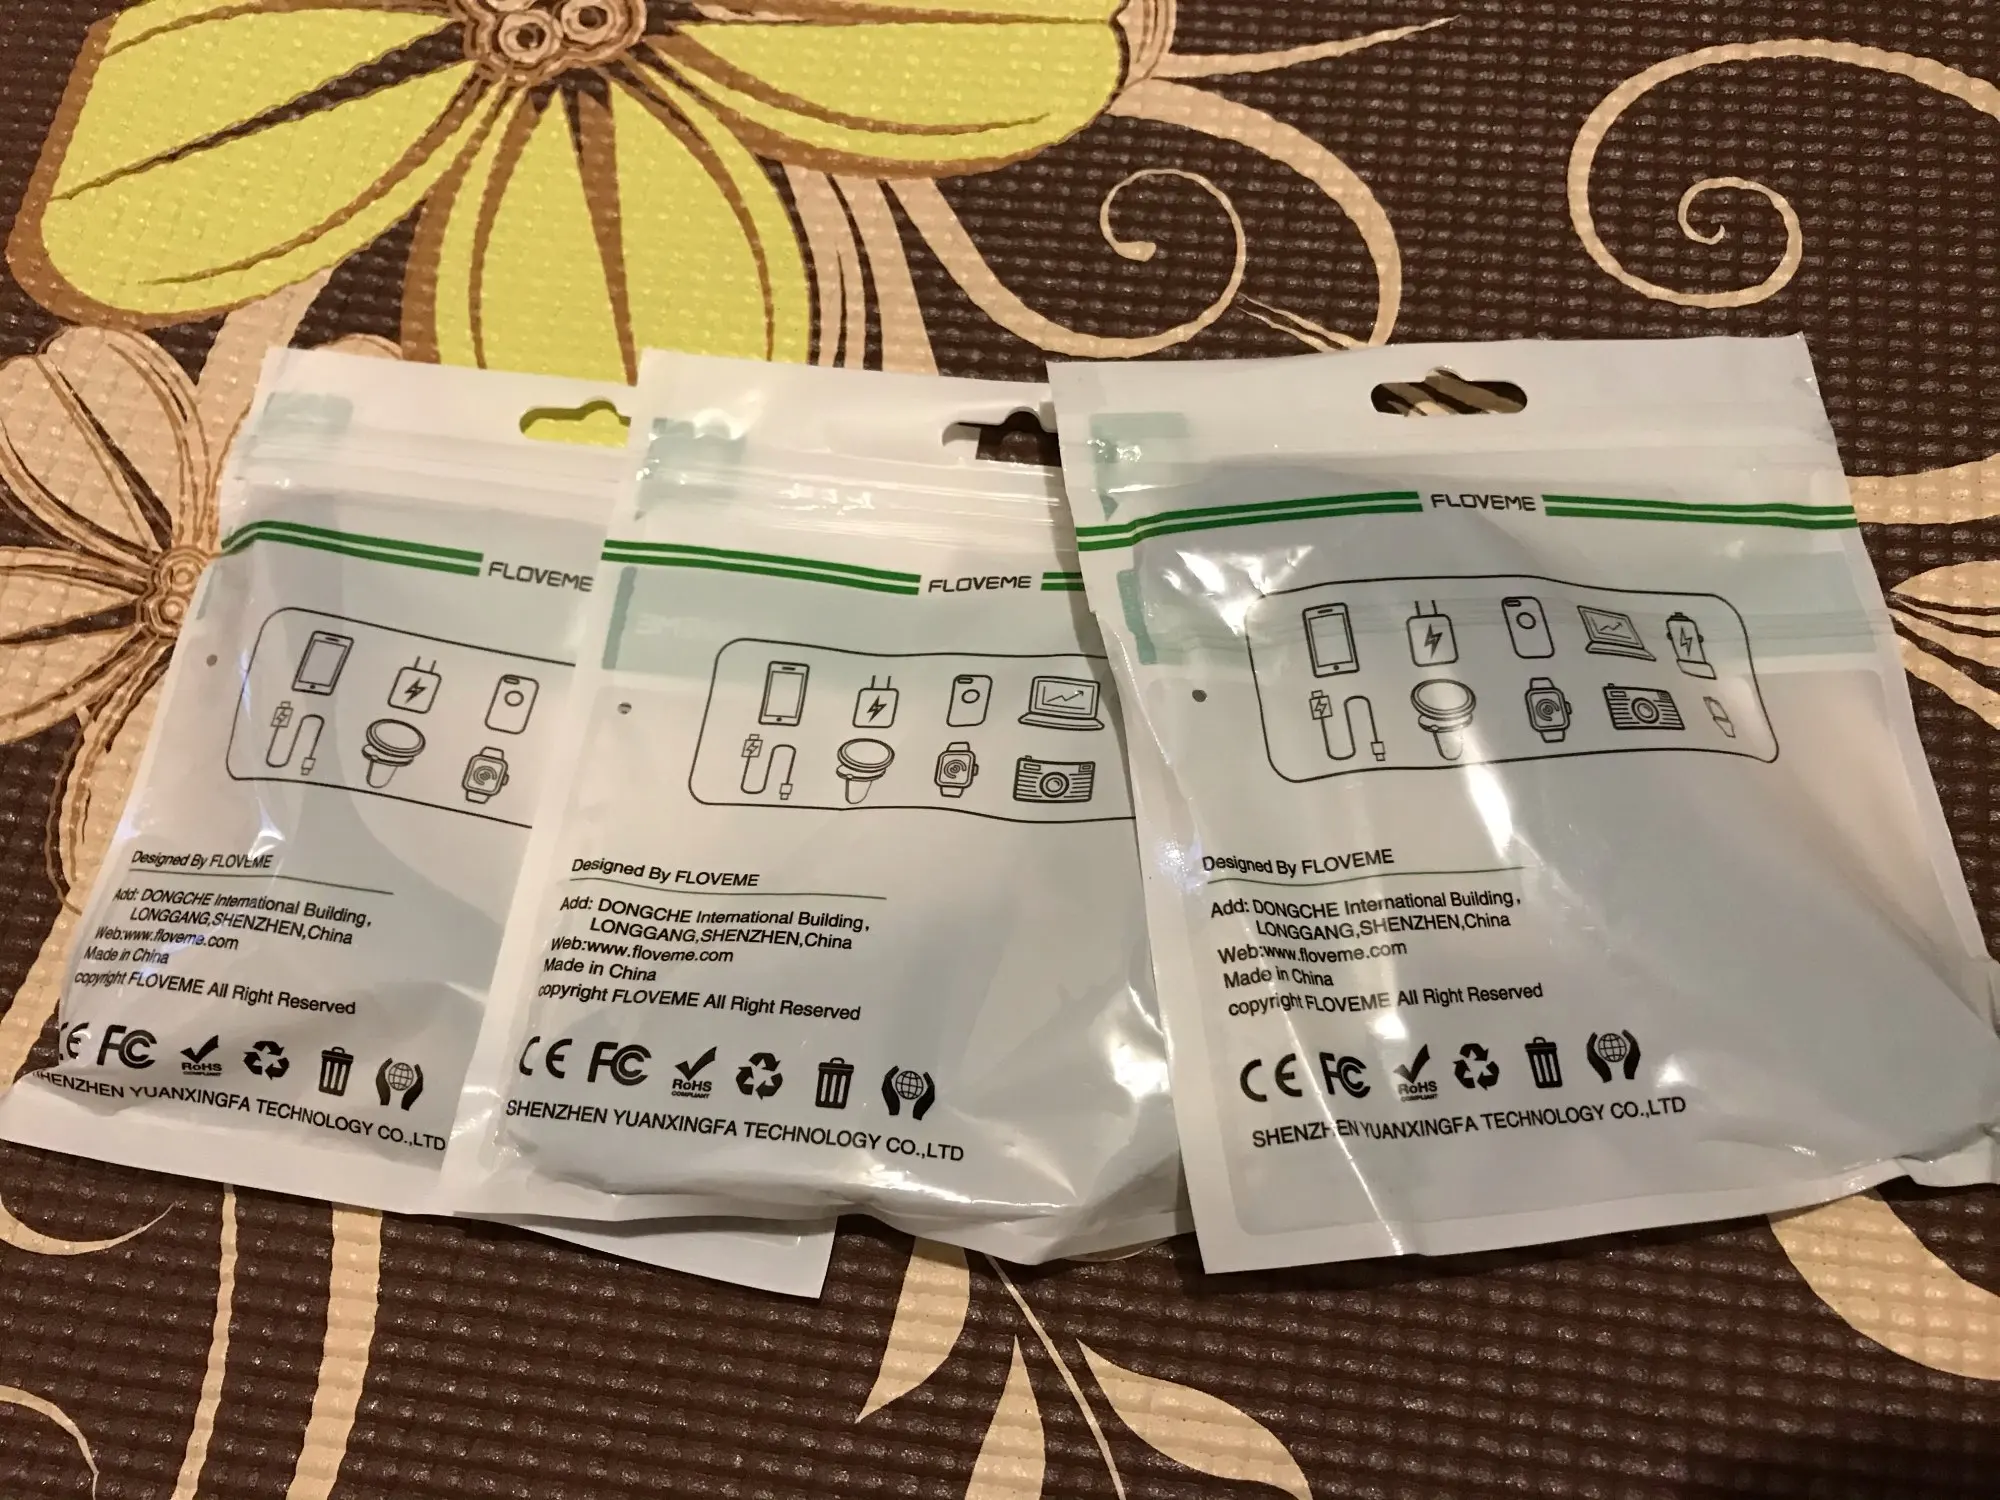 FLOVEME
Designed By FLOVEME
Add: DONGCHE International Building,
LONGGANG,SHENZHEN,China
Web:www.floveme.com
Made in China
copyright FLOVEME All Right Reserved
CE FC RoHS
COMPLIANT
SHENZHEN YUANXINGFA TECHNOLOGY CO.,LTD
FLOVEME
Designed By FLOVEME
Add: DONGCHE International Building,
LONGGANG,SHENZHEN,China
Web:www.floveme.com
Made in China
copyright FLOVEME All Right Reserved
CE FC RoHS
COMPLIANT
SHENZHEN YUANXINGFA TECHNOLOGY CO.,LTD
FLOVEME
Designed By FLOVEME
Add: DONGCHE International Building,
LONGGANG,SHENZHEN,China
Web:www.floveme.com
Made in China
copyright FLOVEME All Right Reserved
CE FC RoHS
COMPLIANT
SHENZHEN YUANXINGFA TECHNOLOGY CO.,LTD